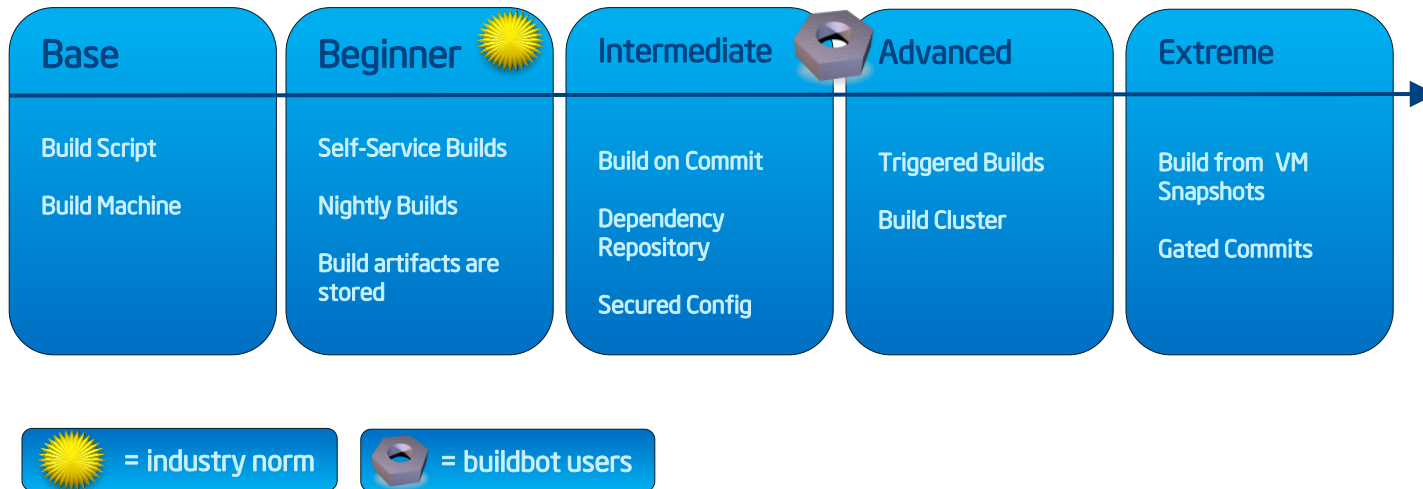 Base
Build Script
Build Machine
Beginner
Self-Service Builds
Nightly Builds
Build artifacts are
stored
Intermediate
Build on Commit
Dependency
Repository
Secured Config
Advanced
Triggered Builds
Build Cluster
Extreme
Build from VM
Snapshots
Gated Commits
= industry norm
= buildbot users